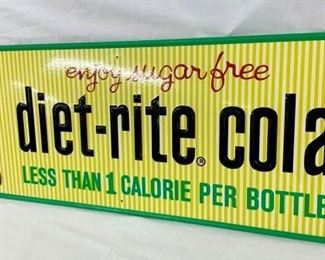 enjoy sugar free
diet-rite® cola
LESS THAN 1 CALORIE PER BOTTLE